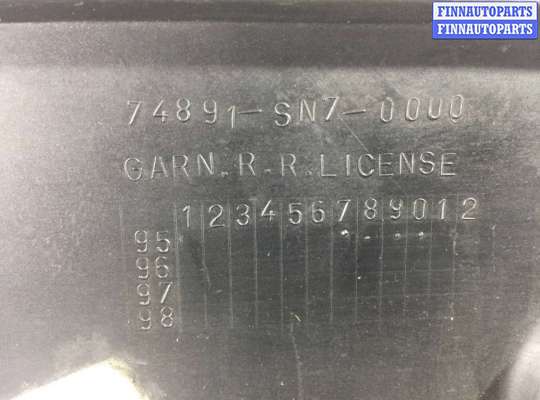 FINNAUTOPARTS
FINNAUTOPARTS
74891-SN7-0000
GARN.R.R.LICENSE
123456789012
95
96
97
98